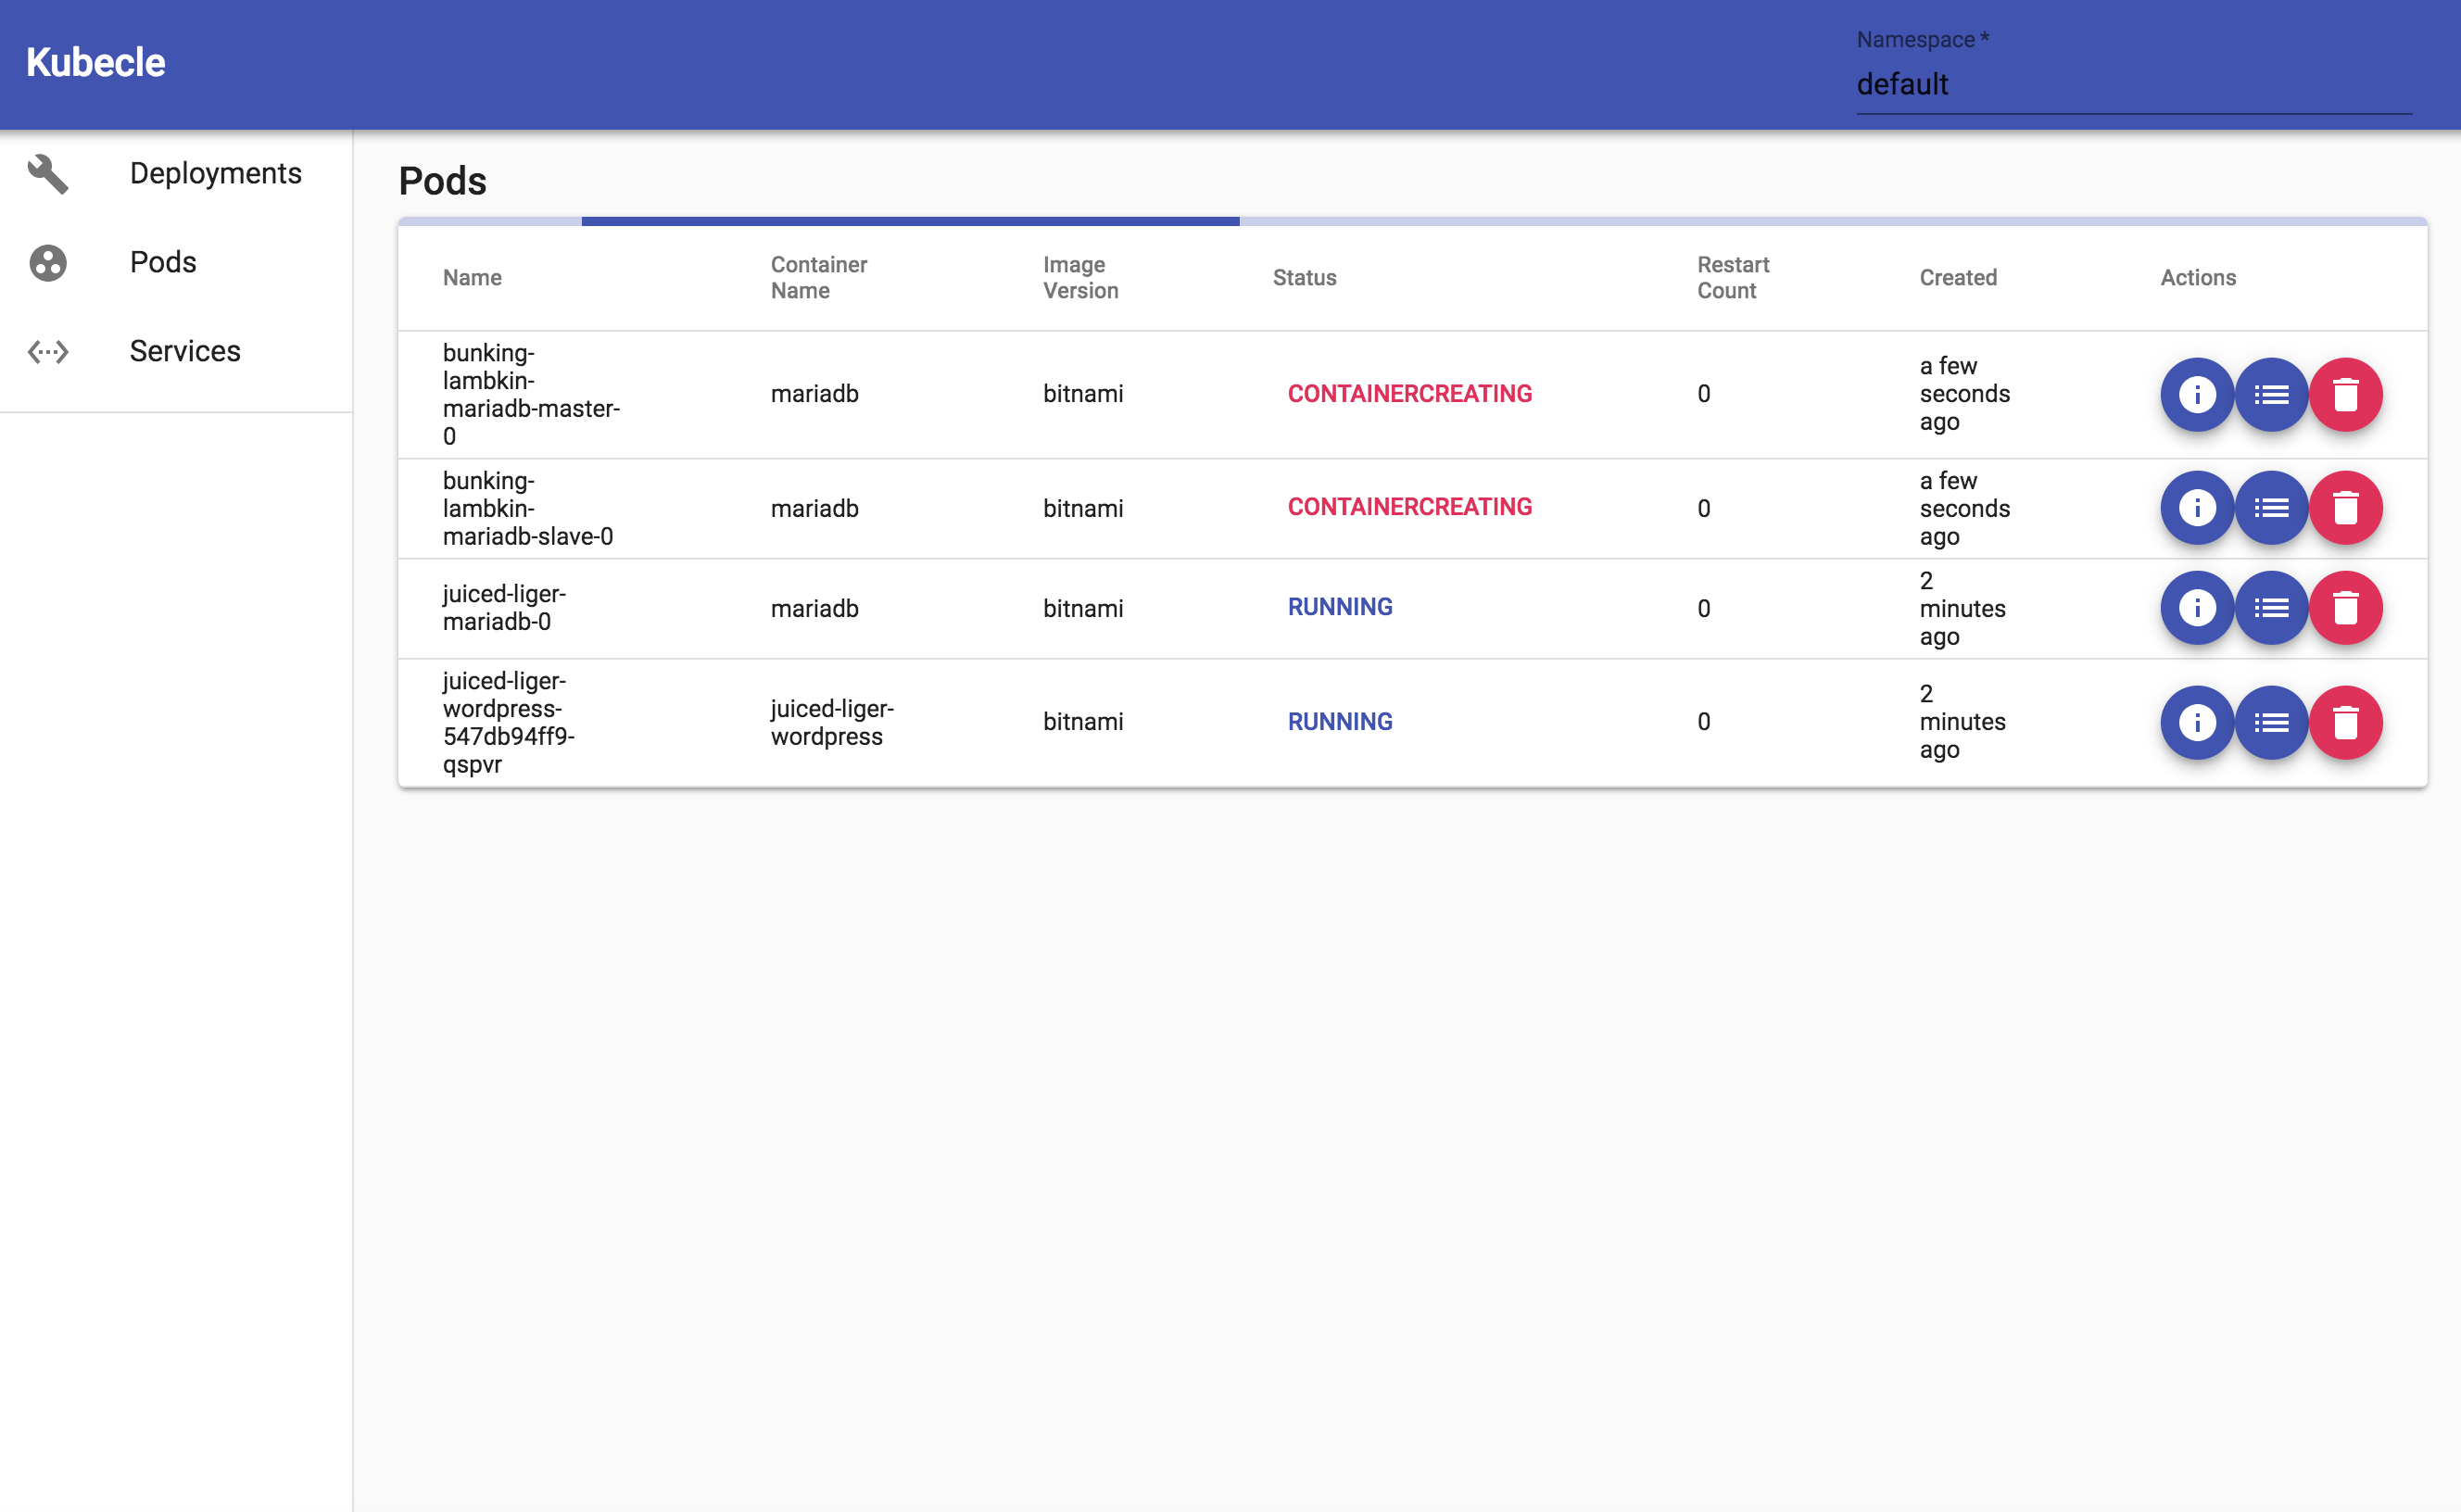 Kubecle
Namespace *
default
Deployments
Pods
Services
Pods
Name
Container
Name
Image
Version
Status
Restart
Count
Created
Actions
bunking-
lambkin-
mariadb-master-
0
mariadb
bitnami
CONTAINERCREATING
0
a few
seconds
ago
bunking-
lambkin-
mariadb-slave-0
mariadb
bitnami
CONTAINERCREATING
0
a few
seconds
ago
juiced-liger-
mariadb-0
mariadb
bitnami
RUNNING
0
2
minutes
ago
juiced-liger-
wordpress-
547db94ff9-
qspvr
juiced-liger-
wordpress
bitnami
RUNNING
0
2
minutes
ago